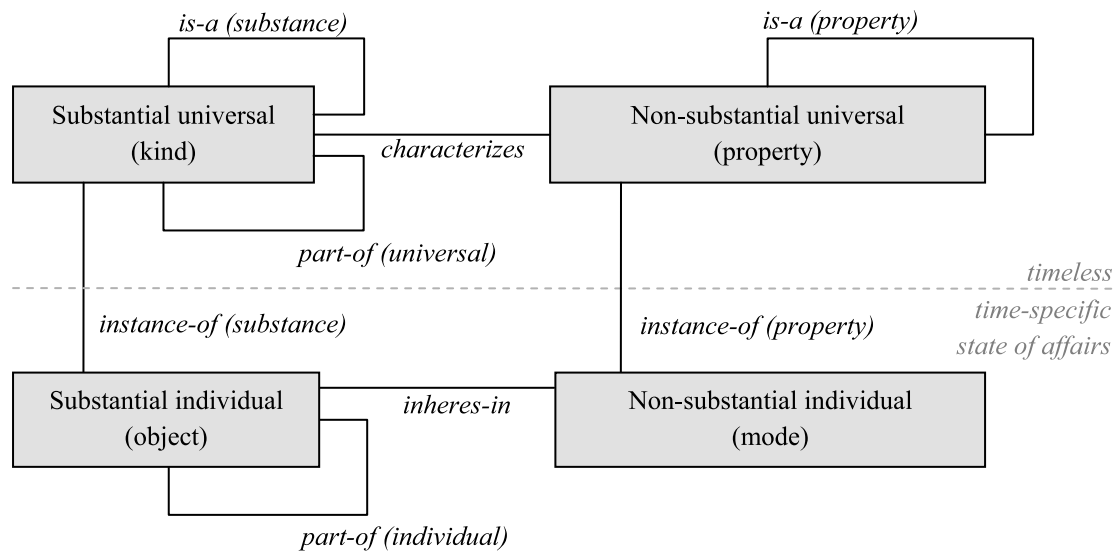 is-a (substance)
is-a (property)
Substantial universal
(kind)
Non-substantial universal
(property)
characterizes
part-of (universal)
timeless
time-specific
state of affairs
instance-of (substance)
instance-of (property)
Substantial individual
(object)
Non-substantial individual
(mode)
inheres-in
part-of (individual)